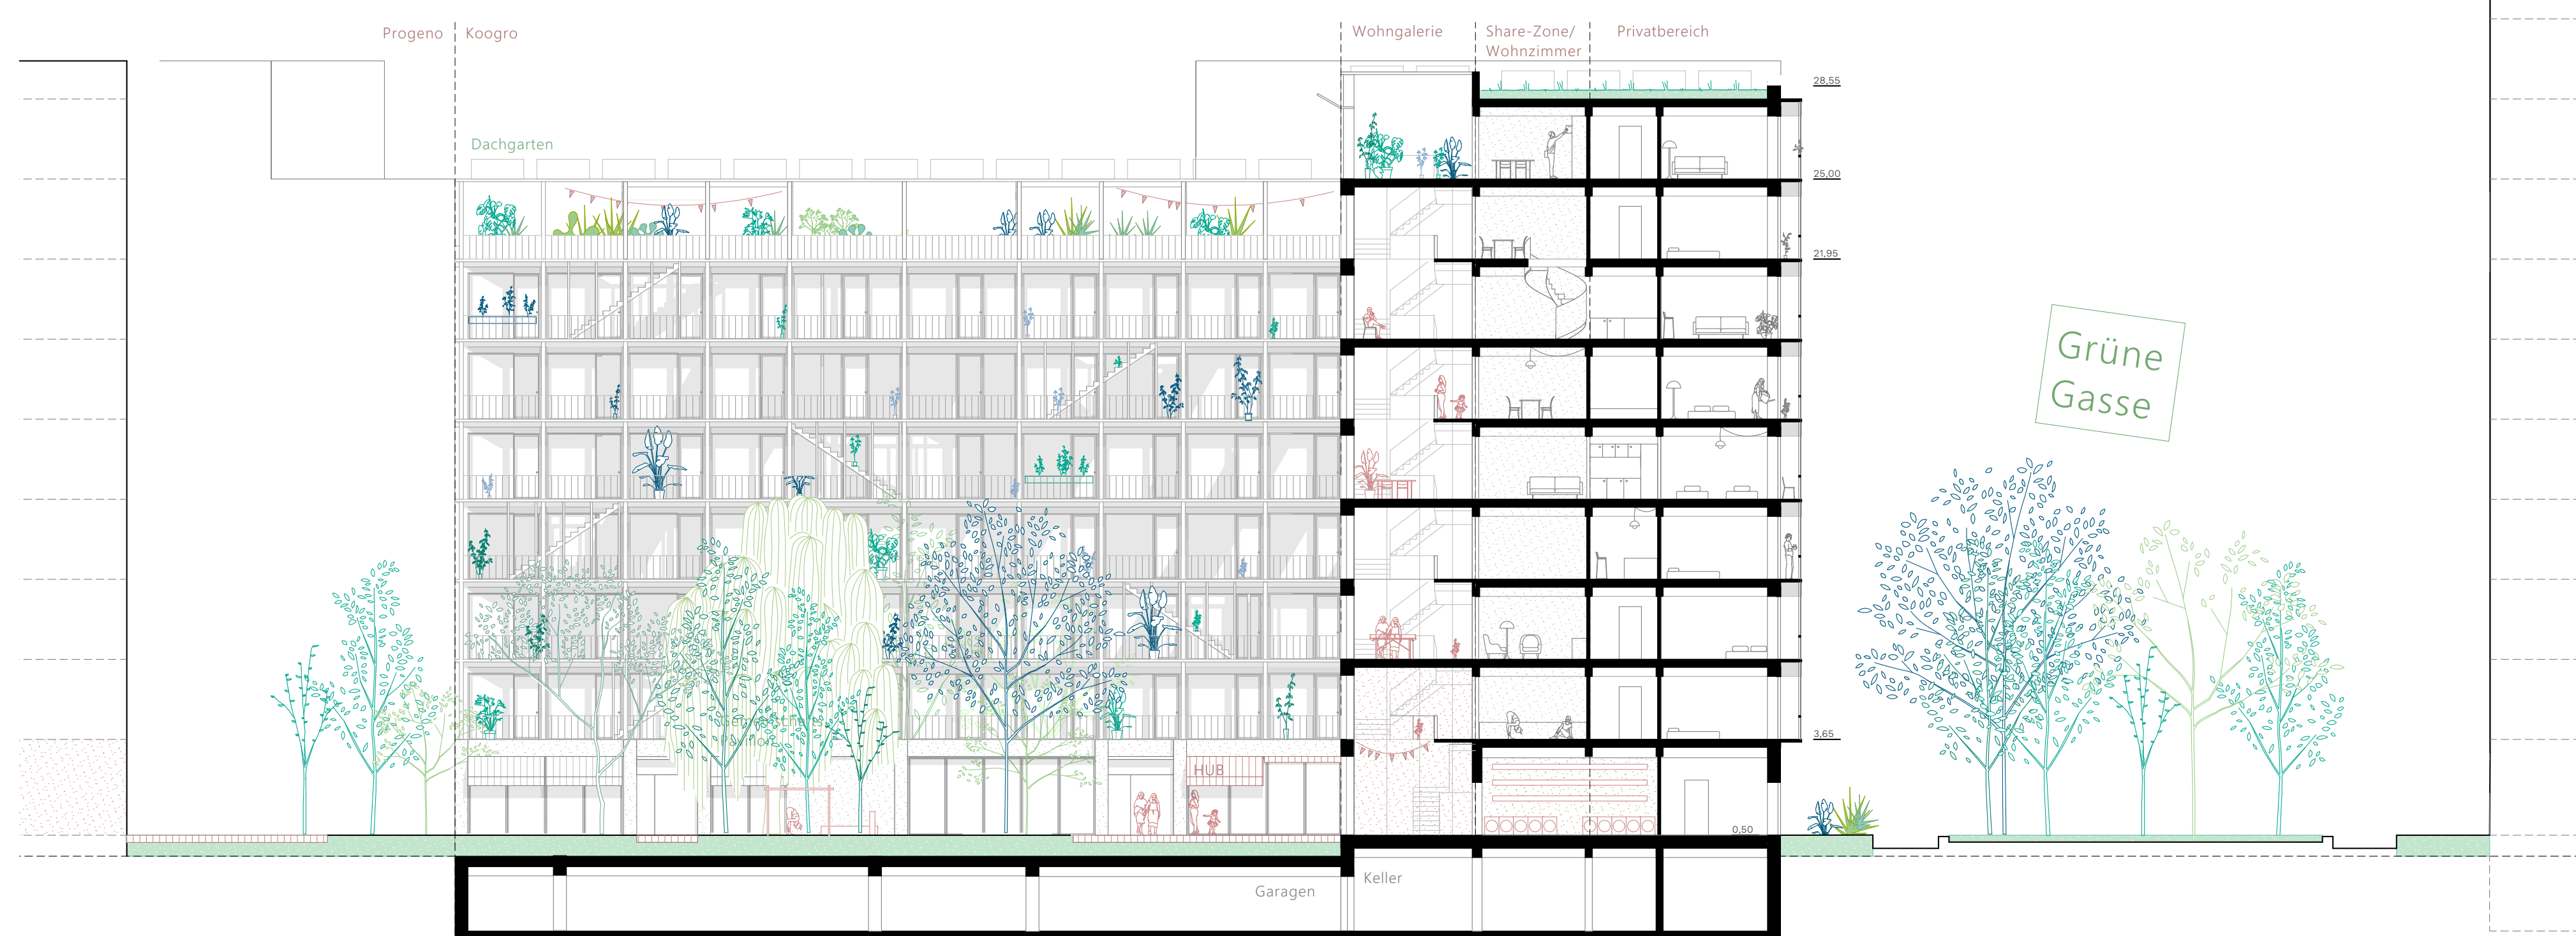 Progeno
Koogro
Wohngalerie
Share-Zone/
Wohnzimmer
Privatbereich
28,55
Dachgarten
25,00
21,95
Grüne
Gasse
3,65
HUB
0,50
Keller
Garagen